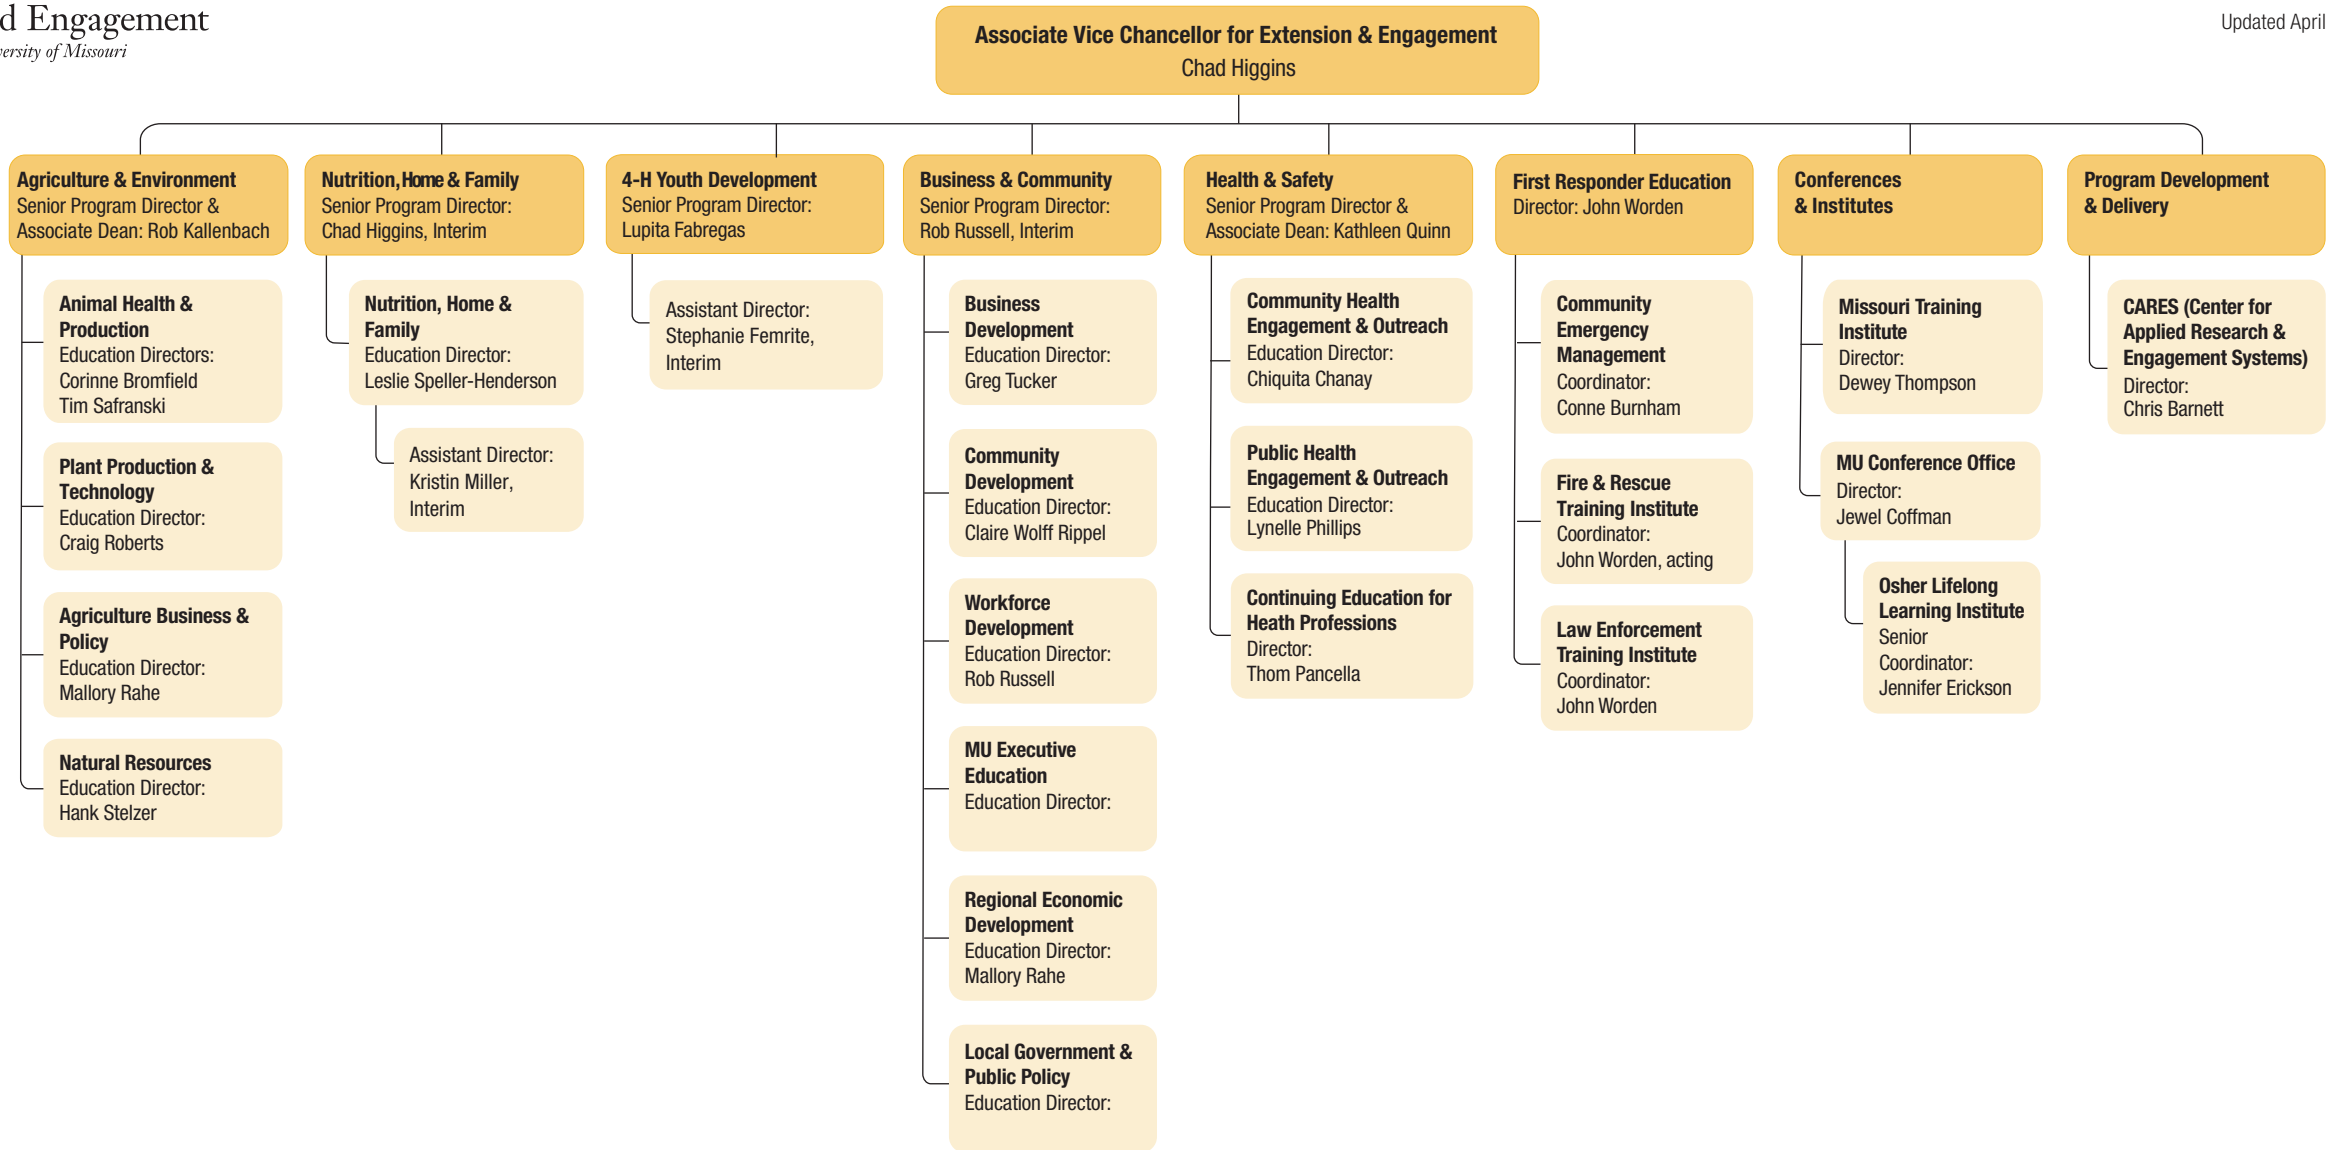 d Engagement
versity of Missouri
Updated April
Associate Vice Chancellor for Extension & Engagement
Chad Higgins
Agriculture & Environment
Senior Program Director &
Associate Dean: Rob Kallenbach
Animal Health &
Production
Education Directors:
Corinne Bromfield
Tim Safranski
Plant Production &
Technology
Education Director:
Craig Roberts
Agriculture Business &
Policy
Education Director:
Mallory Rahe
Natural Resources
Education Director:
Hank Stelzer
Nutrition, Home & Family
Senior Program Director:
Chad Higgins, Interim
Nutrition, Home &
Family
Education Director:
Leslie Speller-Henderson
Assistant Director:
Kristin Miller,
Interim
4-H Youth Development
Senior Program Director:
Lupita Fabregas
Assistant Director:
Stephanie Femrite,
Interim
Business & Community
Senior Program Director:
Rob Russell, Interim
Business
Development
Education Director:
Greg Tucker
Community
Development
Education Director:
Claire Wolff Rippel
Workforce
Development
Education Director:
Rob Russell
MU Executive
Education
Education Director:
Regional Economic
Development
Education Director:
Mallory Rahe
Local Government &
Public Policy
Education Director:
Health & Safety
Senior Program Director &
Associate Dean: Kathleen Quinn
Community Health
Engagement & Outreach
Education Director:
Chiquita Chanay
Public Health
Engagement & Outreach
Education Director:
Lynelle Phillips
Continuing Education for
Heath Professions
Director:
Thom Pancella
First Responder Education
Director: John Worden
Community
Emergency
Management
Coordinator:
Conne Burnham
Fire & Rescue
Training Institute
Coordinator:
John Worden, acting
Law Enforcement
Training Institute
Coordinator:
John Worden
Conferences
& Institutes
Missouri Training
Institute
Director:
Dewey Thompson
MU Conference Office
Director:
Jewel Coffman
Osher Lifelong
Learning Institute
Senior
Coordinator:
Jennifer Erickson
Program Development
& Delivery
CARES (Center for
Applied Research &
Engagement Systems)
Director:
Chris Barnett